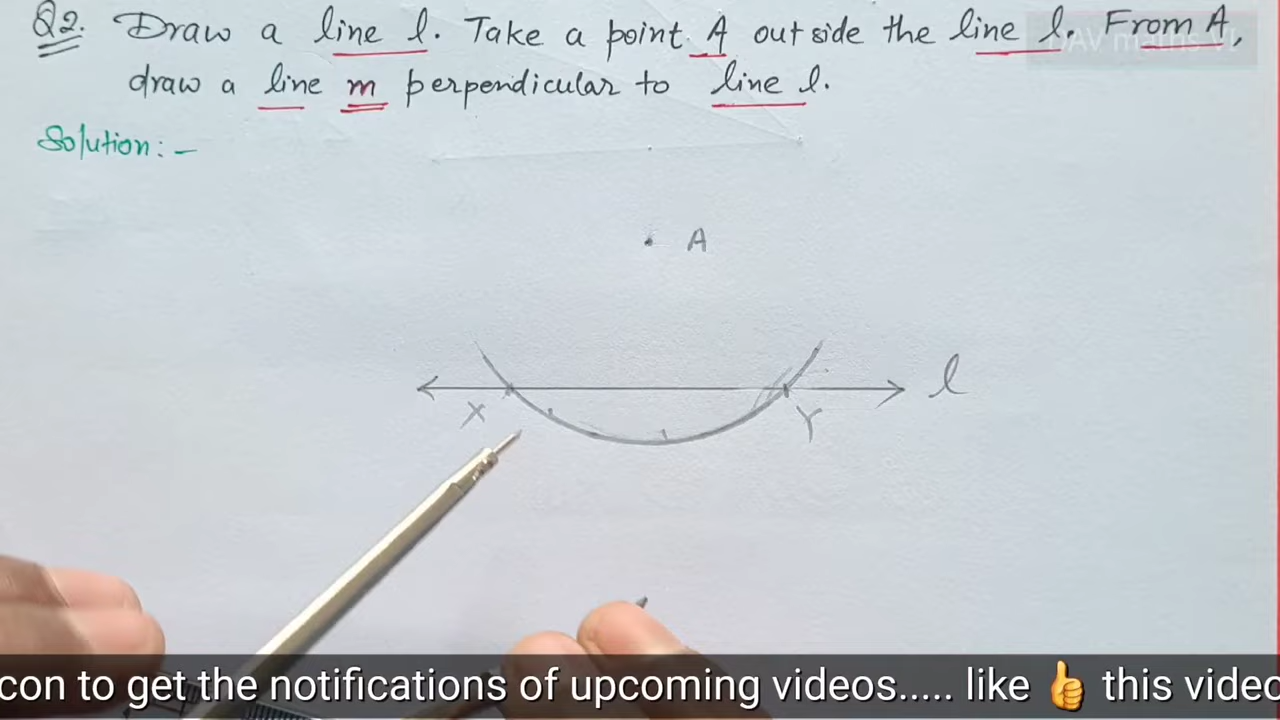 Q2. Draw a line l. Take a point A outside the line l. From A,
draw a line m perpendicular to line l.
Solution:-
A
l
X
Y
con to get the notifications of upcoming videos..... like 👍 this video